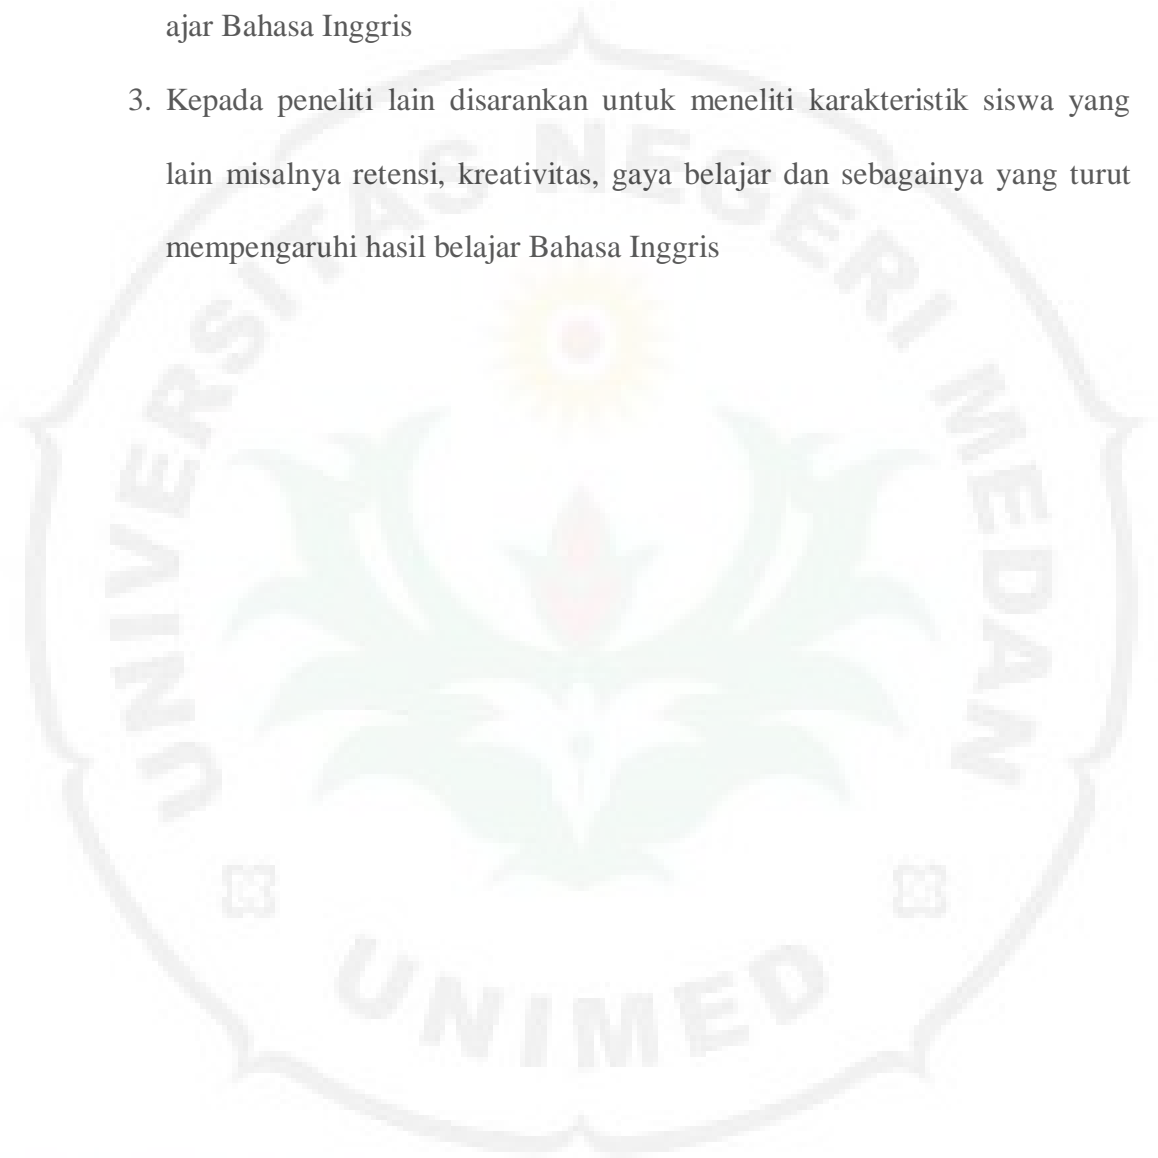 ajar Bahasa Inggris
3. Kepada peneliti lain disarankan untuk meneliti karakteristik siswa yang
lain misalnya retensi, kreativitas, gaya belajar dan sebagainya yang turut
mempengaruhi hasil belajar Bahasa Inggris
UNIVERSITAS NEGERI MEDAN
UNIMED